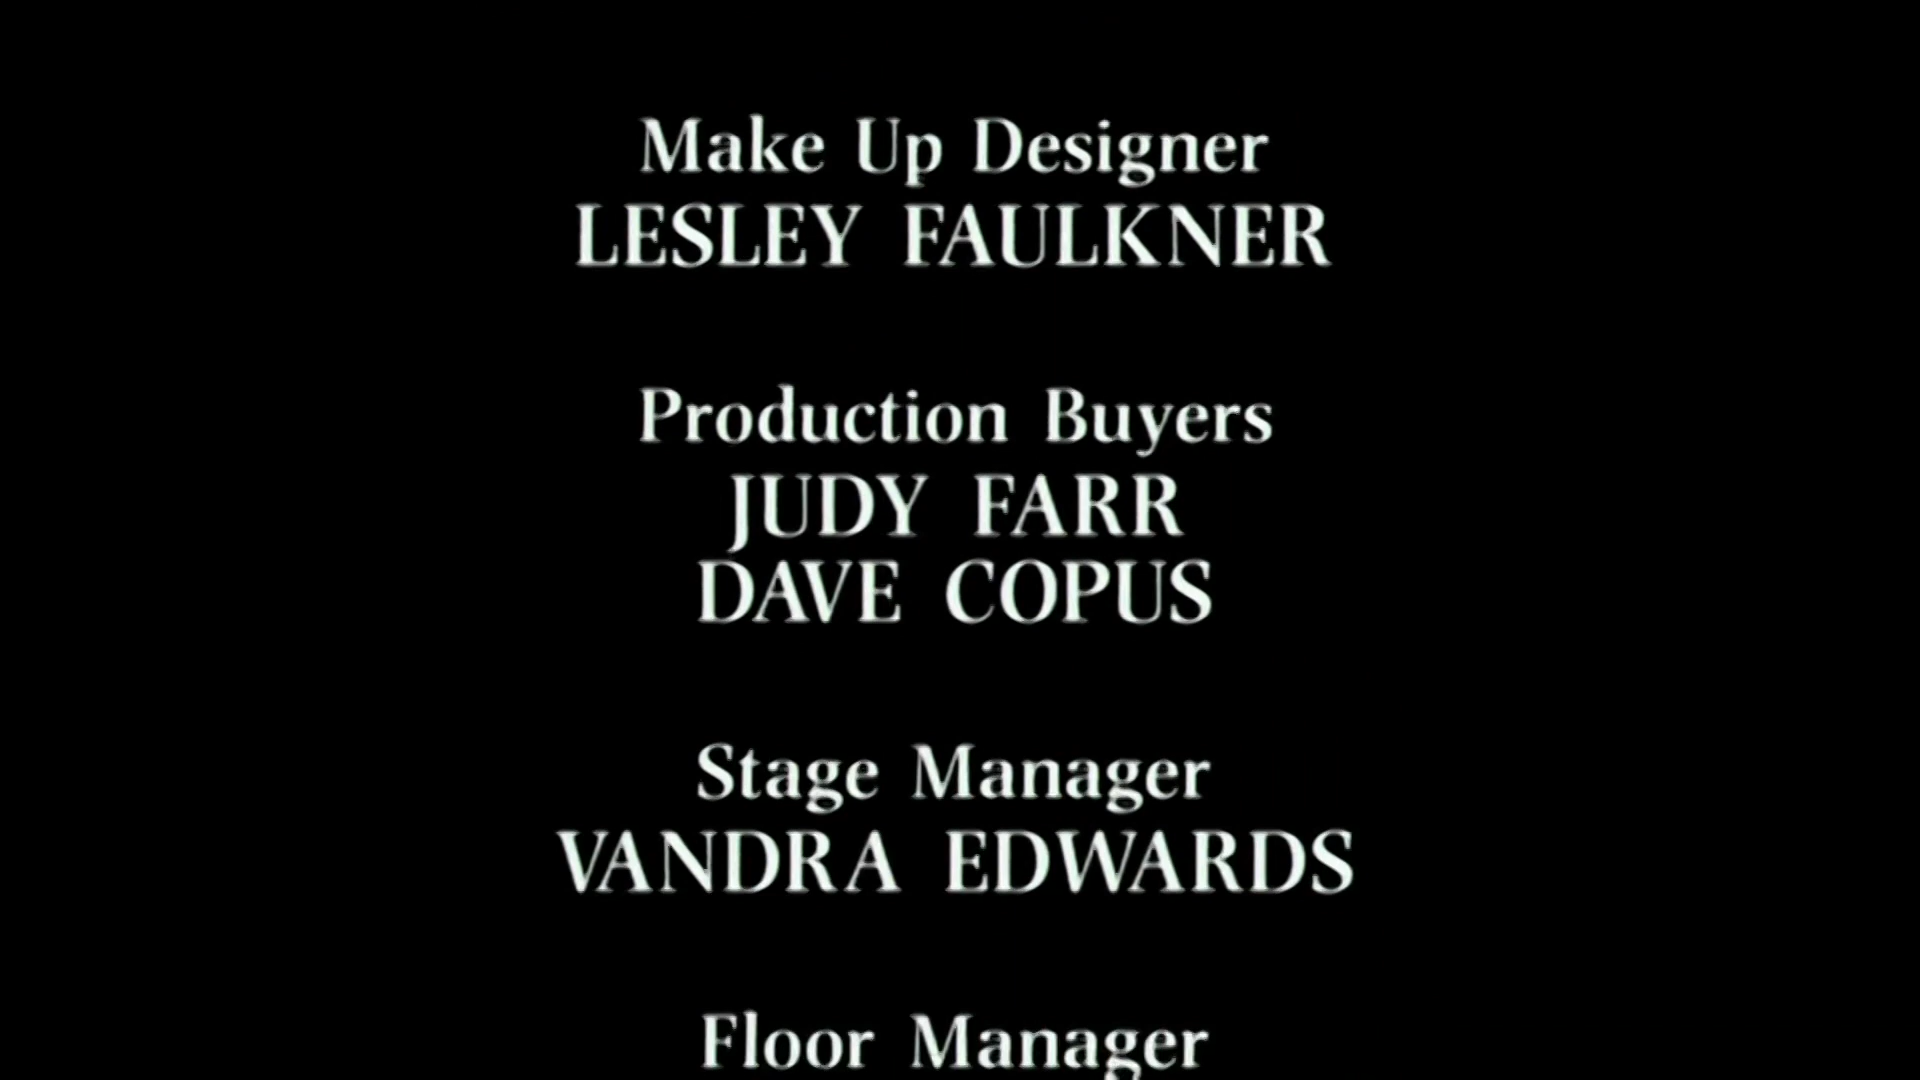 Make Up Designer
LESLEY FAULKNER
Production Buyers
JUDY FARR
DAVE COPUS
Stage Manager
VANDRA EDWARDS
Floor Manager